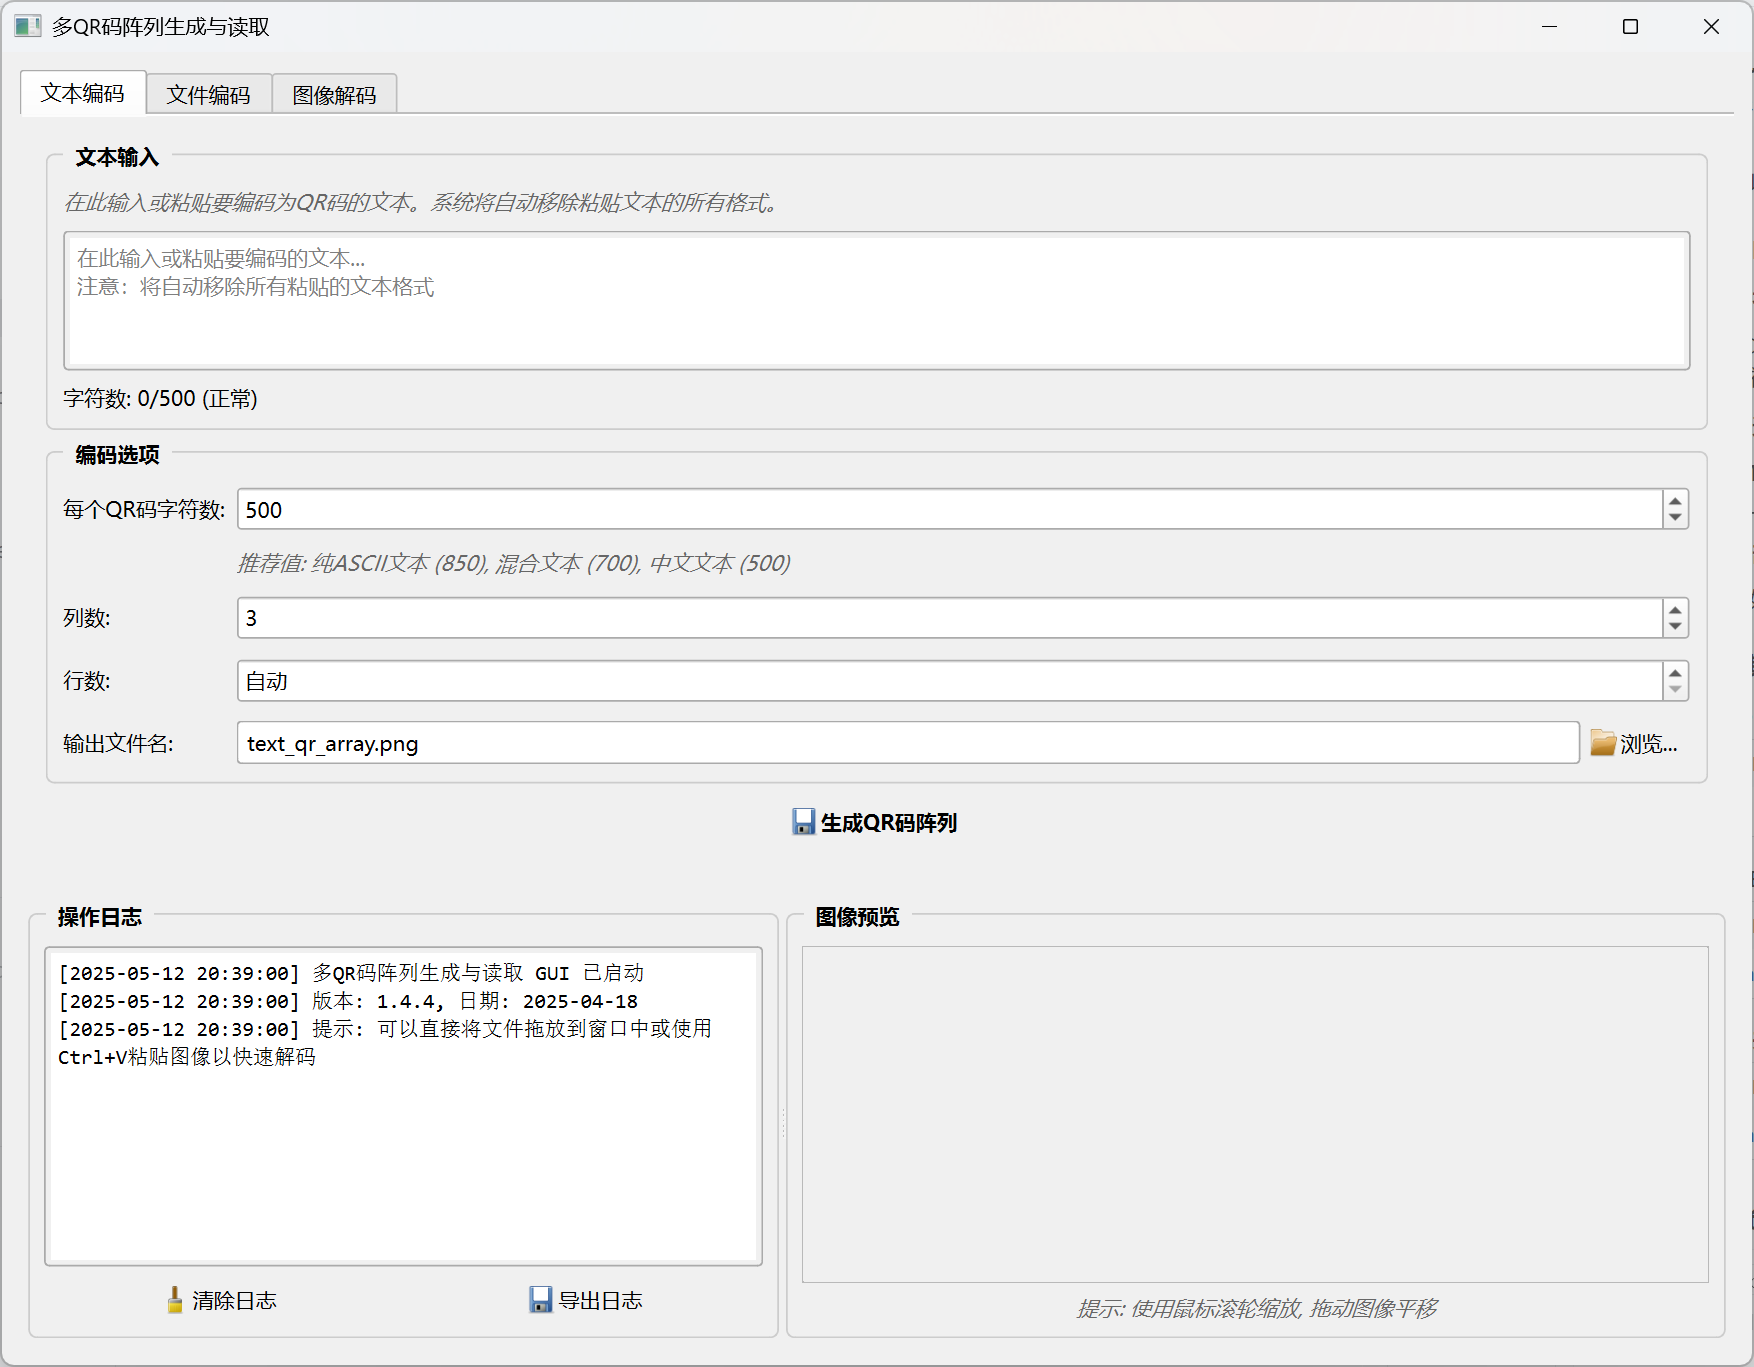 多QR码阵列生成与读取
文本编码 文件编码 图像解码
文本输入
在此输入或粘贴要编码为QR码的文本。系统将自动移除粘贴文本的所有格式。
在此输入或粘贴要编码的文本...
注意：将自动移除所有粘贴的文本格式
字符数: 0/500 (正常)
编码选项
每个QR码字符数: 500
推荐值: 纯ASCII文本 (850), 混合文本 (700), 中文文本 (500)
列数: 3
行数: 自动
输出文件名: text_qr_array.png 浏览...
生成QR码阵列
操作日志
[2025-05-12 20:39:00] 多QR码阵列生成与读取 GUI 已启动
[2025-05-12 20:39:00] 版本: 1.4.4, 日期: 2025-04-18
[2025-05-12 20:39:00] 提示: 可以直接将文件拖放到窗口中或使用
Ctrl+V粘贴图像以快速解码
清除日志 导出日志
图像预览
提示: 使用鼠标滚轮缩放, 拖动图像平移